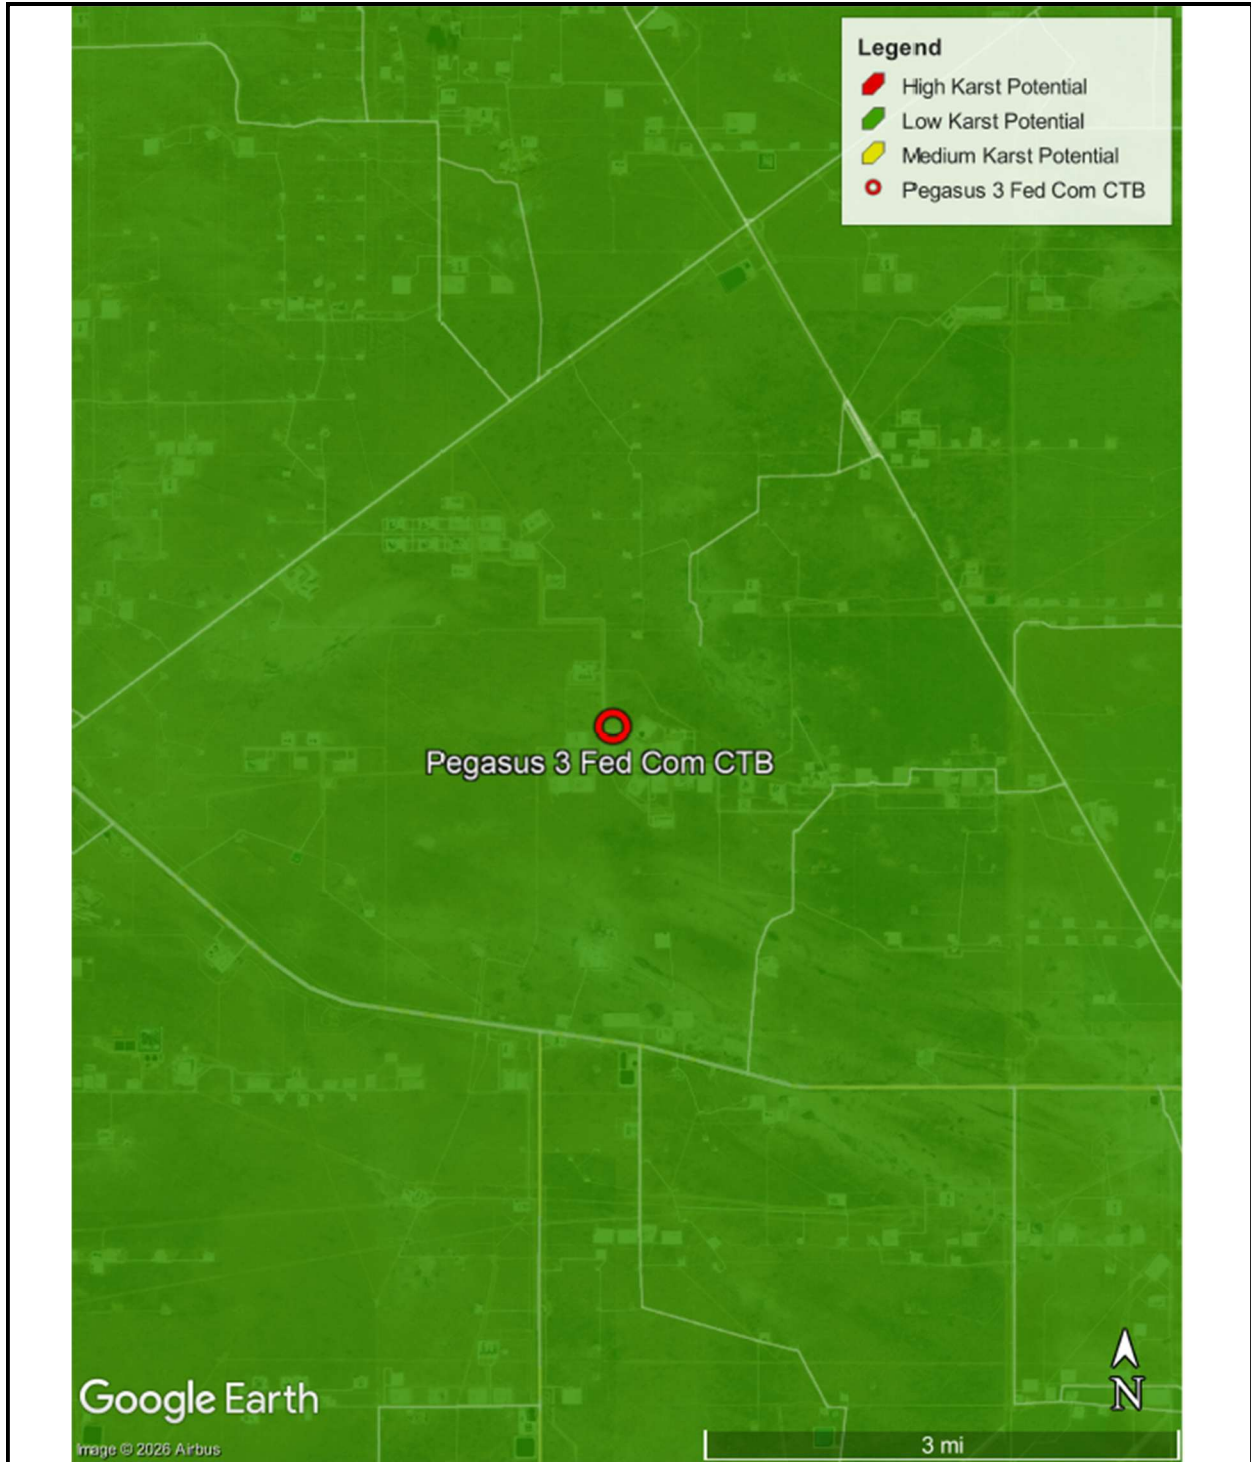 Legend
High Karst Potential
Low Karst Potential
Medium Karst Potential
Pegasus 3 Fed Com CTB
Pegasus 3 Fed Com CTB
N
Google Earth
3 mi
Image © 2026 Airbus